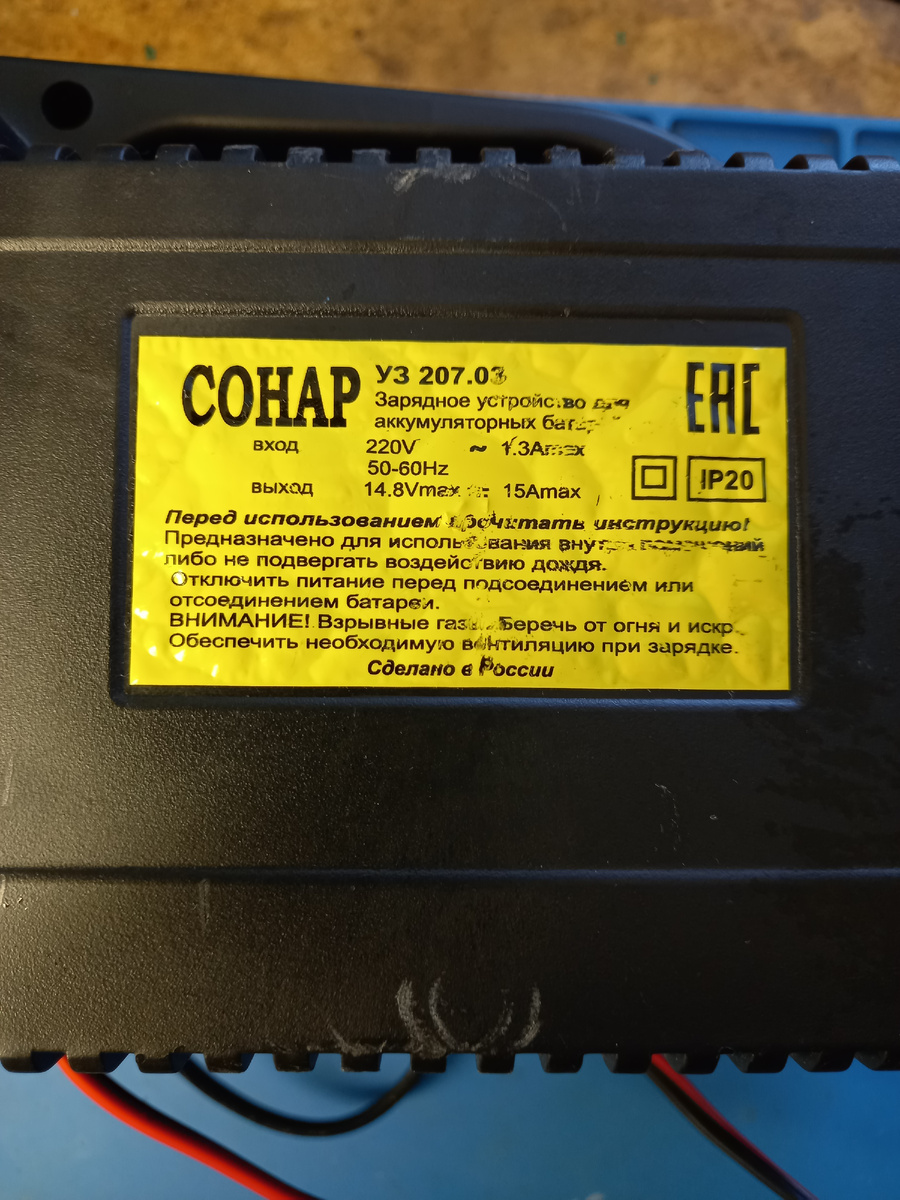 СОНАР
УЗ 207.03
EAC
Зарядное устройство для
аккумуляторных
вход 220V ~ 1.3Amax
50-60Hz
IP20
выход 14.8Vmax 15Amax
Перед использованием прочитать инструкцию!
Предназначено для использования внутри помещений
либо не подвергать воздействию дождя.
Отключить питание перед подсоединением или
отсоединением батареи.
ВНИМАНИЕ! Взрывные газы. Беречь от огня и искр.
Обеспечить необходимую вентиляцию при зарядке.
Сделано в России